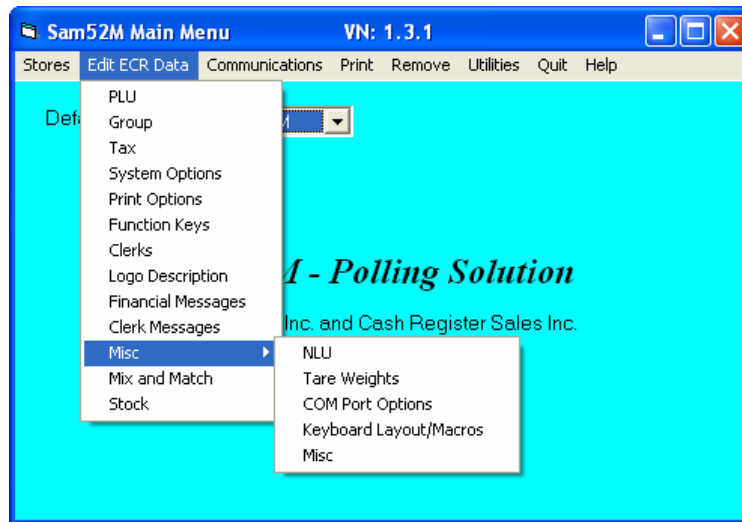 Sam52M Main Menu VN: 1.3.1
Stores Edit ECR Data Communications Print Remove Utilities Quit Help
PLU
Group
Tax
System Options
Print Options
Function Keys
Clerks
Logo Description
Financial Messages
Clerk Messages
Misc
Mix and Match
Stock
- Polling Solution
Inc. and Cash Register Sales Inc.
NLU
Tare Weights
COM Port Options
Keyboard Layout/Macros
Misc